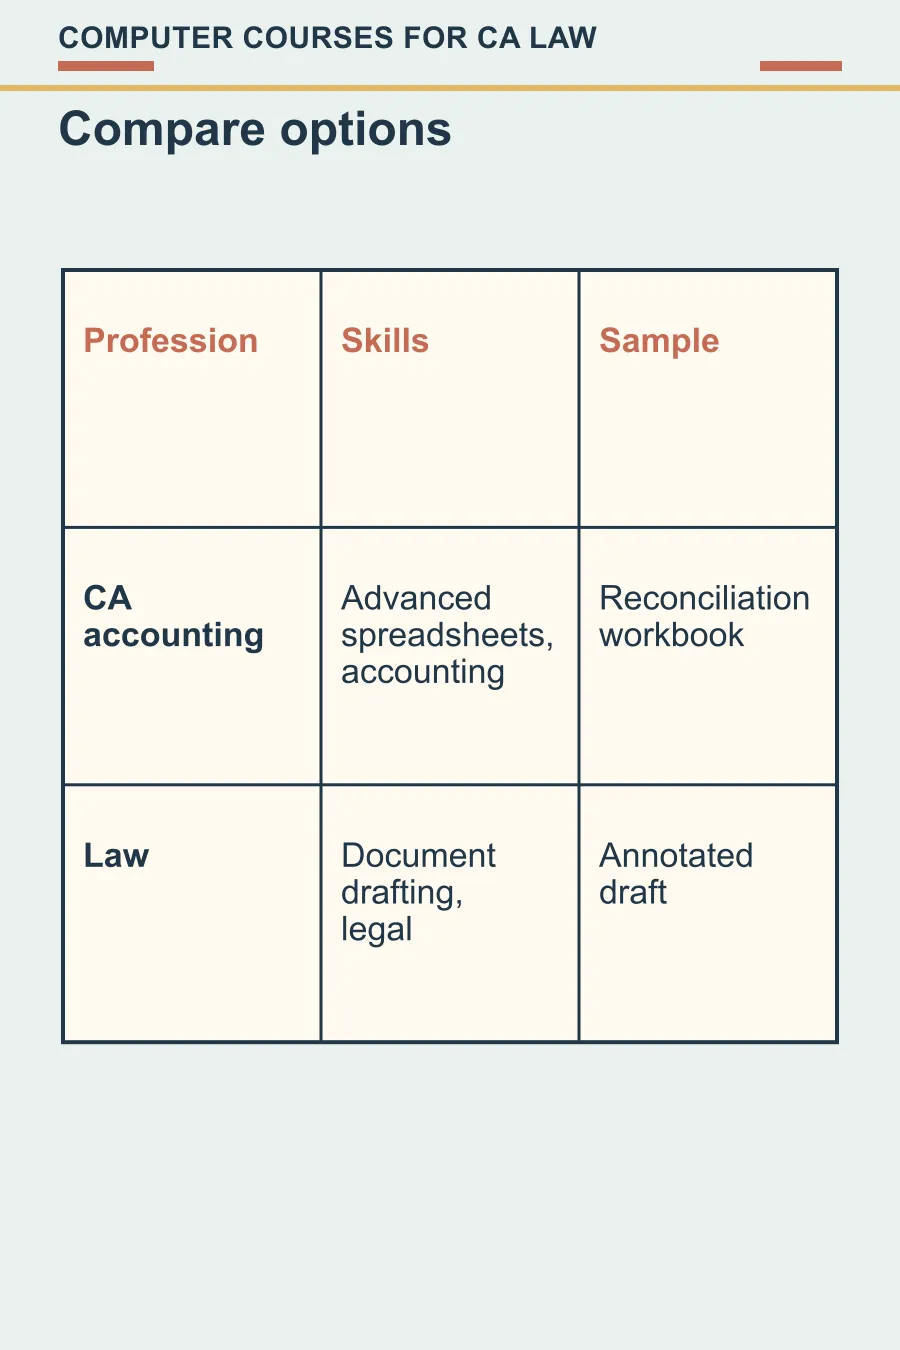 COMPUTER COURSES FOR CA LAW
Compare options
Profession
Skills
Sample
CA
accounting
Advanced
spreadsheets,
accounting
Reconciliation
workbook
Law
Document
drafting,
legal
Annotated
draft